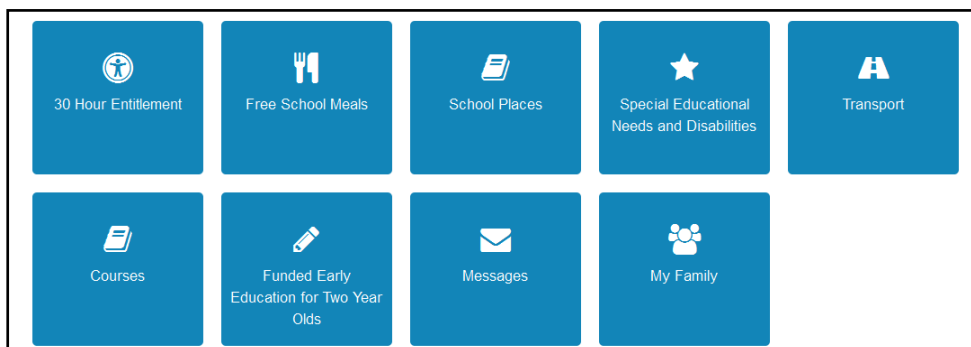 30 Hour Entitlement
Free School Meals
School Places
Special Educational
Needs and Disabilities
Transport
Courses
Funded Early
Education for Two Year
Olds
Messages
My Family